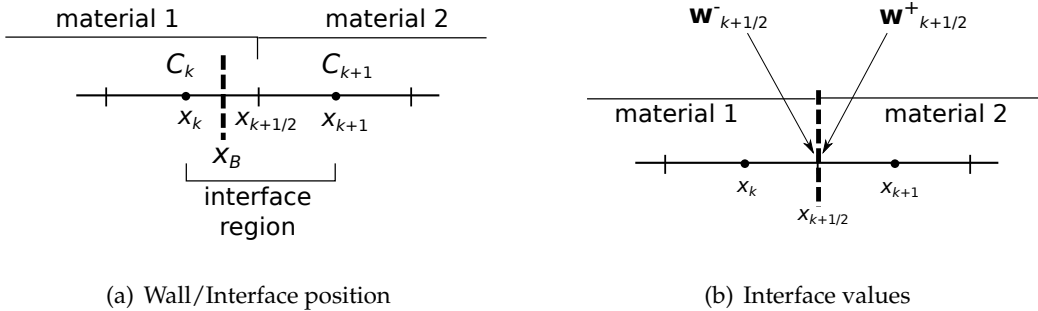 material 1 material 2
C_k C_{k+1}
x_k x_{k+1/2} x_{k+1}
x_B
interface
region
(a) Wall/Interface position
w^-_{k+1/2} w^+_{k+1/2}
material 1 material 2
x_k x_{k+1}
x_{k+1/2}
(b) Interface values